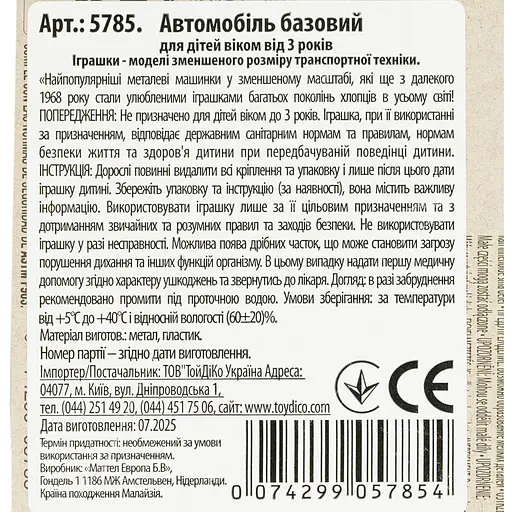 Арт.: 5785. Автомобіль базовий
для дітей віком від 3 років
Іграшки - моделі зменшеного розміру транспортної техніки.
«Найпопулярніші металеві машинки у зменшеному масштабі, які ще з далекого
1968 року стали улюбленими іграшками багатьох поколінь хлопців в усьому світі!
ПОПЕРЕДЖЕННЯ: Не призначено для дітей віком до 3 років. Іграшка, при її використанні
за призначенням, відповідає державним санітарним нормам та правилам, нормам
безпеки життя та здоров'я дитини при передбачуваній поведінці дитини.
ІНСТРУКЦІЯ: Дорослі повинні видалити всі кріплення та упаковку і лише після цього дати
іграшку дитині. Збережіть упаковку та інструкцію (за наявності), вона містить важливу
інформацію. Використовувати іграшку лише за її цільовим призначенням та з
дотриманням звичайних та розумних правил та заходів безпеки. Не використовувати
іграшку у разі несправності. Можлива поява дрібних часток, що може становити загрозу
порушення дихання та інших функцій організму. В цьому випадку надати першу медичну
допомогу згідно характеру ушкоджень та звернутись до лікаря. Догляд: в разі забруднення
рекомендовано промити під проточною водою. Умови зберігання: за температури
від +5°С до +40°С і відносній вологості (60±20)%.
Матеріал виготов.: метал, пластик.
Номер партії – згідно дати виготовлення.
Імпортер/Постачальник: ТОВ"ТойДіКо Україна Адреса:
04077, м. Київ, вул. Дніпроводська 1,
тел. (044) 251 49 20, (044) 451 75 06, сайт: www.toydico.com
Дата виготовлення: 07.2025
Термін придатності: необмежений за умови
використання за призначенням.
Виробник: «Маттел Европа Б.В»
Гондель 1 1186 МЖ Амстельвен, Нідерланди.
Країна походження Малайзія.
CE
0 074299 057854